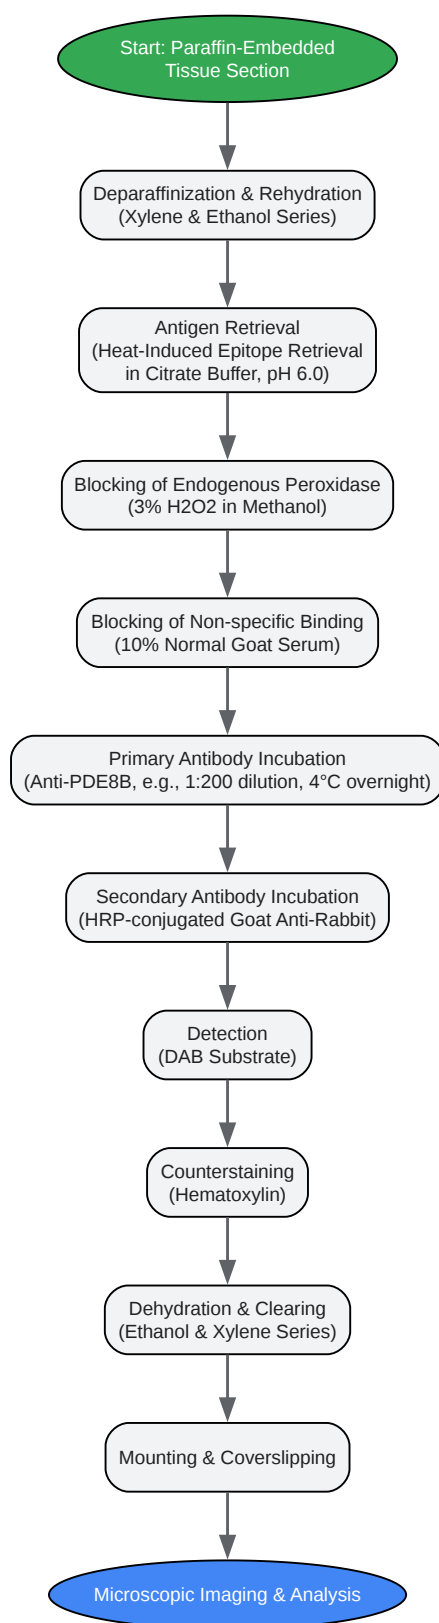 Start: Paraffin-Embedded
Tissue Section
Deparaffinization & Rehydration
(Xylene & Ethanol Series)
Antigen Retrieval
(Heat-Induced Epitope Retrieval
in Citrate Buffer, pH 6.0)
Blocking of Endogenous Peroxidase
(3% H2O2 in Methanol)
Blocking of Non-specific Binding
(10% Normal Goat Serum)
Primary Antibody Incubation
(Anti-PDE8B, e.g., 1:200 dilution, 4°C overnight)
Secondary Antibody Incubation
(HRP-conjugated Goat Anti-Rabbit)
Detection
(DAB Substrate)
Counterstaining
(Hematoxylin)
Dehydration & Clearing
(Ethanol & Xylene Series)
Mounting & Coverslipping
Microscopic Imaging & Analysis